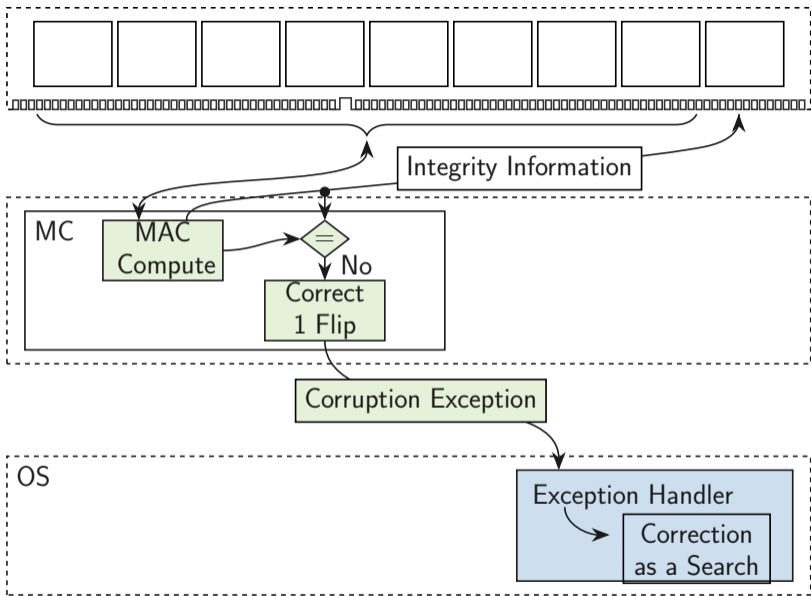 Integrity Information
MC
MAC
Compute
=
No
Correct
1 Flip
Corruption Exception
OS
Exception Handler
Correction
as a Search